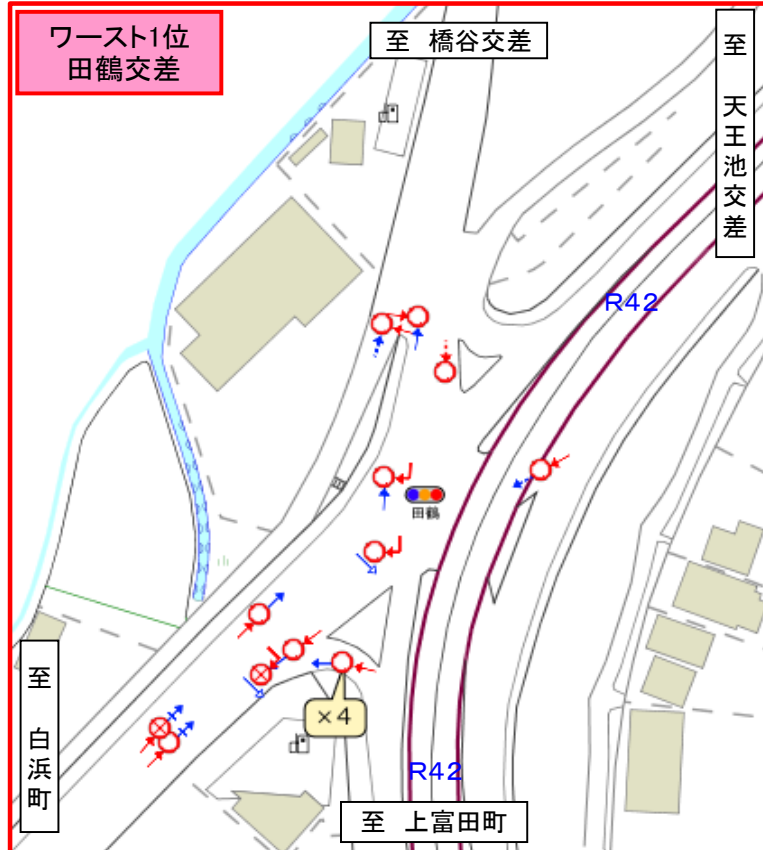 ワースト1位
田鶴交差
至 橋谷交差
至 天王池交差
R42
田鶴
×4
至 白浜町
R42
至 上富田町